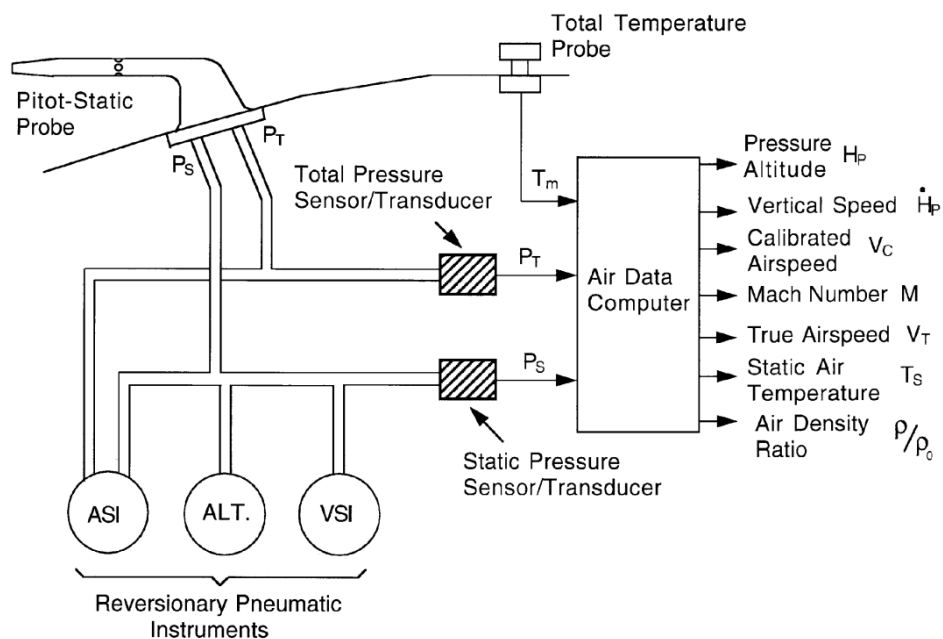 Total Temperature
Probe
Pitot-Static
Probe
P_T
P_S
Total Pressure
Sensor/Transducer
T_m
P_T
P_S
Air Data
Computer
Pressure
Altitude H_P
Vertical Speed Ḣ_P
Calibrated
Airspeed V_C
Mach Number M
True Airspeed V_T
Static Air
Temperature T_S
Air Density
Ratio ρ/ρ_0
Static Pressure
Sensor/Transducer
ASI
ALT.
VSI
Reversionary Pneumatic
Instruments